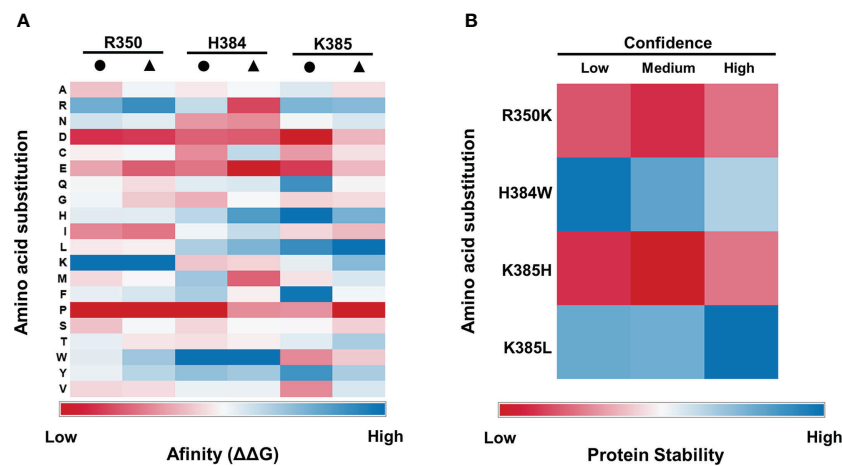 A
R350 H384 K385
A
R
N
D
C
E
Q
G
H
I
L
K
M
F
P
S
T
W
Y
V
Amino acid substitution
Low High
Afinity (ΔΔG)
B
Confidence
Low Medium High
R350K
H384W
K385H
K385L
Amino acid substitution
Low High
Protein Stability